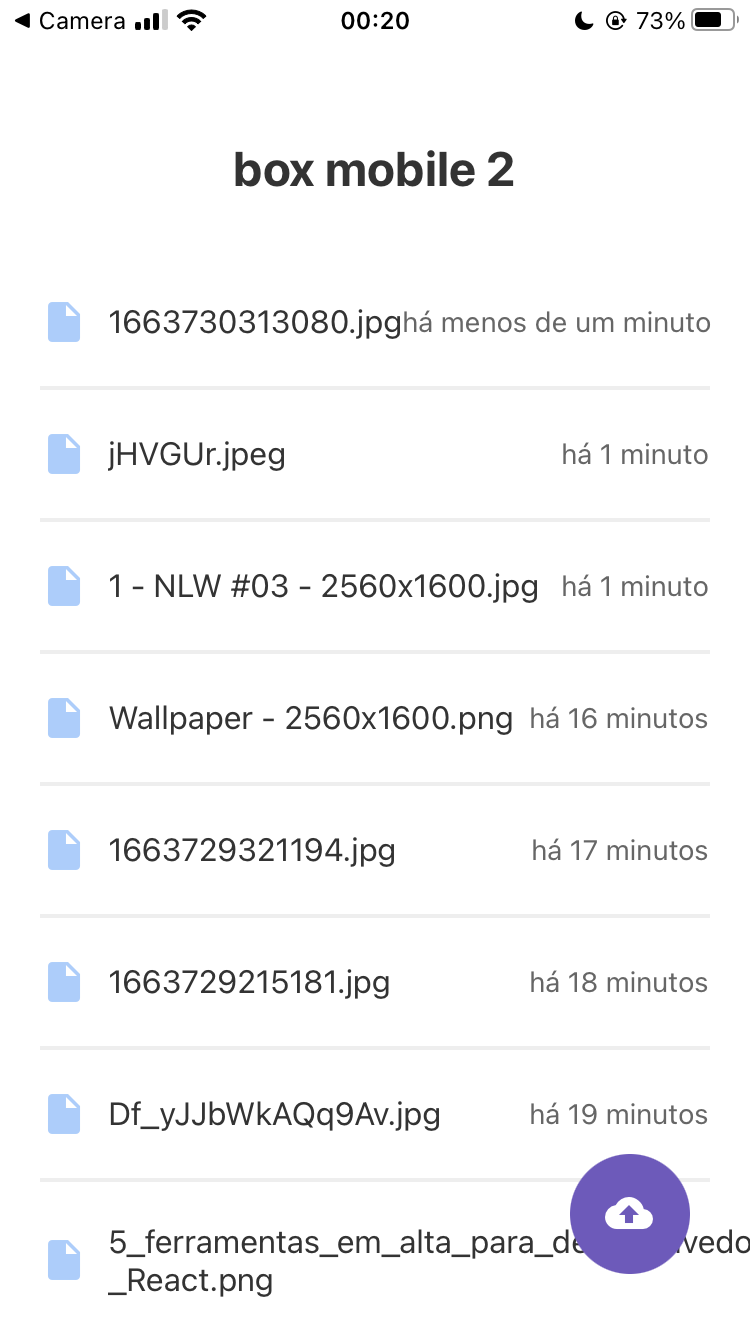 Camera 00:20 73%
box mobile 2
1663730313080.jpg há menos de um minuto
jHVGUr.jpeg há 1 minuto
1 - NLW #03 - 2560x1600.jpg há 1 minuto
Wallpaper - 2560x1600.png há 16 minutos
1663729321194.jpg há 17 minutos
1663729215181.jpg há 18 minutos
Df_yJJbWkAQq9Av.jpg há 19 minutos
5_ferramentas_em_alta_para_de
_React.png